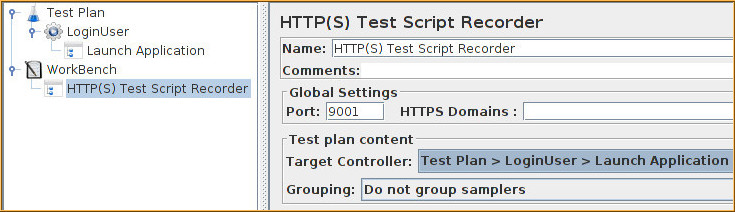 Test Plan
LoginUser
Launch Application
WorkBench
HTTP(S) Test Script Recorder
HTTP(S) Test Script Recorder
Name: HTTP(S) Test Script Recorder
Comments:
Global Settings
Port: 9001 HTTPS Domains :
Test plan content
Target Controller: Test Plan > LoginUser > Launch Application
Grouping: Do not group samplers